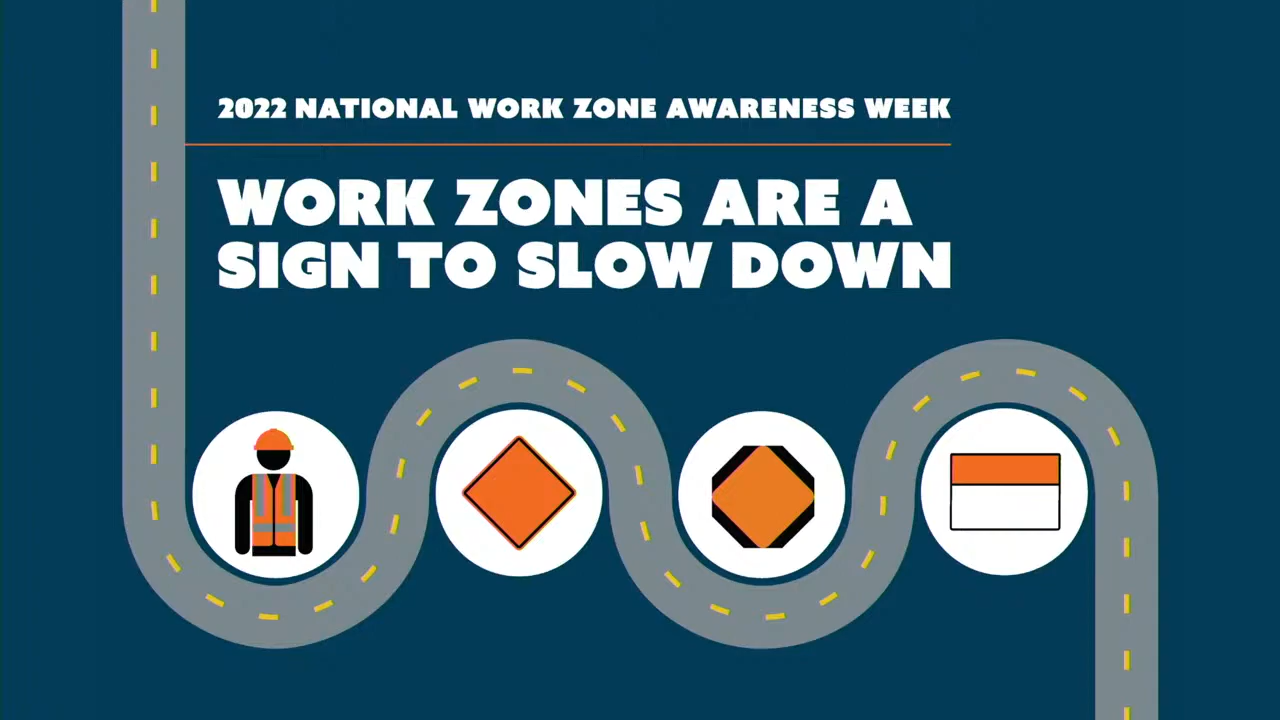 2022 NATIONAL WORK ZONE AWARENESS WEEK
WORK ZONES ARE A
SIGN TO SLOW DOWN